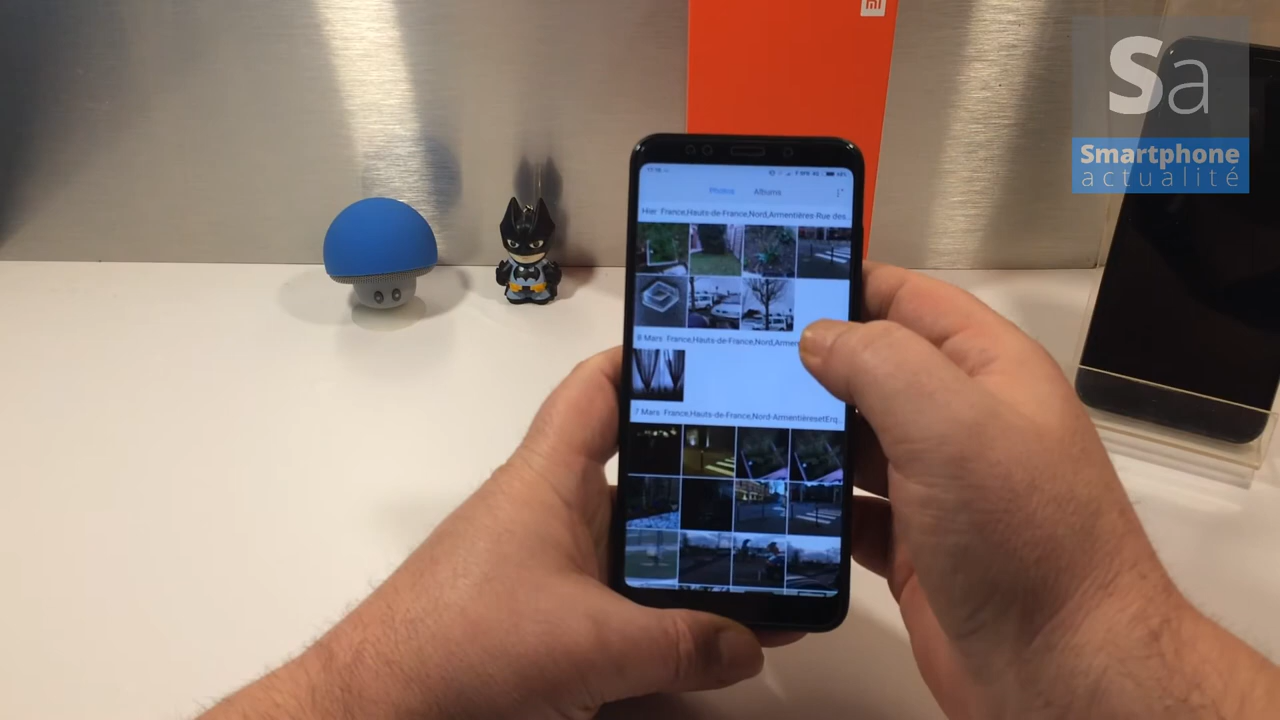 mi
Sa
Smartphone
actualité
Photos Albums
Hier France,Hauts-de-France,Nord,Armentières-Rue des...
8 Mars France,Hauts-de-France,Nord,Armen
7 Mars France,Hauts-de-France,Nord-ArmentièresetErq...